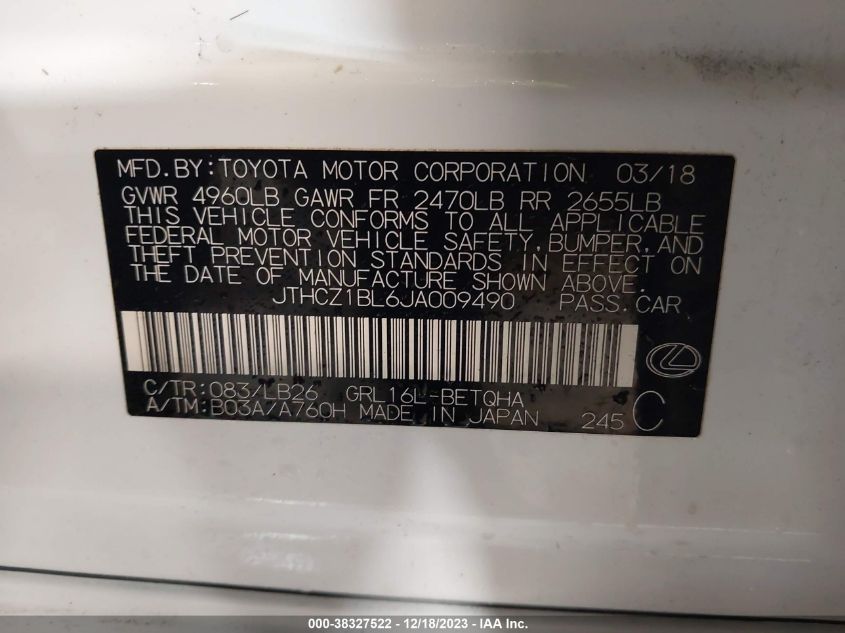 MFD.BY:TOYOTA MOTOR CORPORATION 03/18
GVWR 4960LB GAWR FR 2470LB RR 2655LB
THIS VEHICLE CONFORMS TO ALL APPLICABLE
FEDERAL MOTOR VEHICLE SAFETY,BUMPER,AND
THEFT PREVENTION STANDARDS IN EFFECT ON
THE DATE OF MANUFACTURE SHOWN ABOVE.
JTHCZ1BL6JA009490 PASS.CAR
C/TR:083/LB26 GRL16L-BETQHA
A/TM:B03A/A760H MADE IN JAPAN 245 C
000-38327522 - 12/18/2023 - IAA Inc.